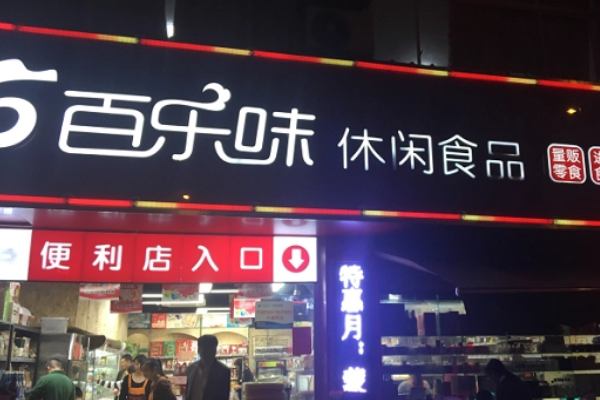 百乐味 休闲食品
量贩
零食
便利店入口
特惠月